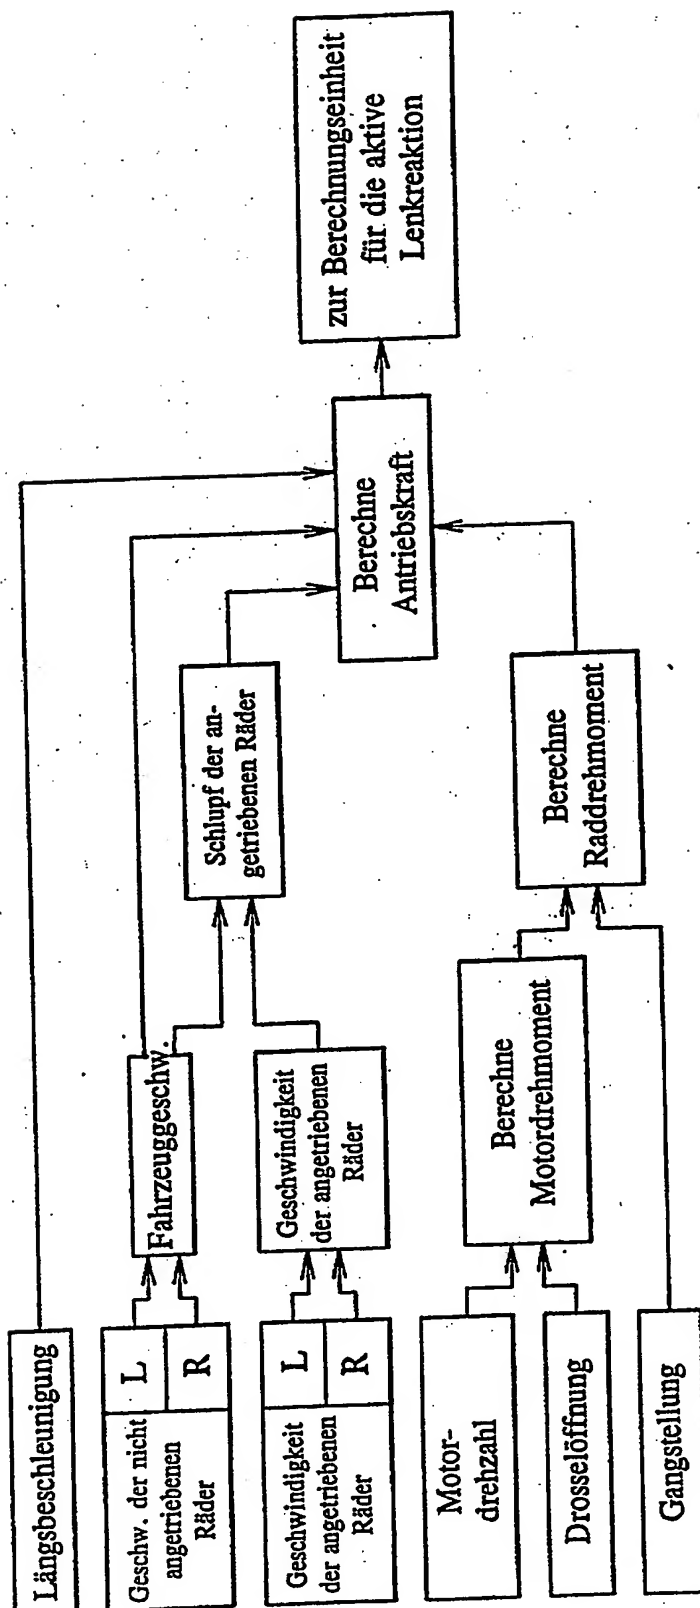 Längsbeschleunigung
Geschw. der nicht
angetriebenen
Räder
L
R
Geschwindigkeit
der angetriebenen
Räder
L
R
Motor-
drehzahl
Drosselöffnung
Gangstellung
Fahrzeuggeschw.
Geschwindigkeit
der angetriebenen
Räder
Berechne
Motordrehmoment
Schlupf der an-
getriebenen Räder
Berechne
Raddrehmoment
Berechne
Antriebskraft
zur Berechnungseinheit
für die aktive
Lenkreaktion